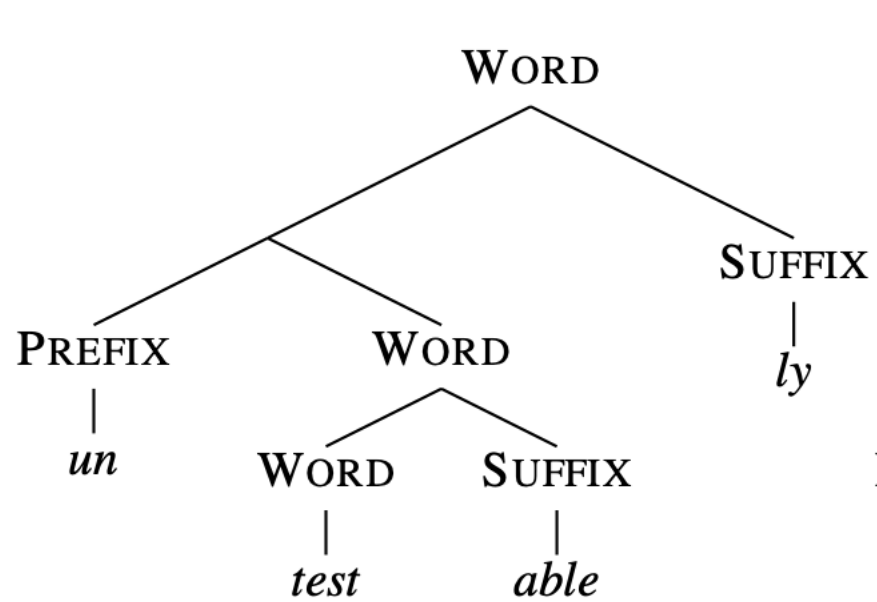 WORD
SUFFIX
ly
PREFIX WORD
un
WORD SUFFIX
test able